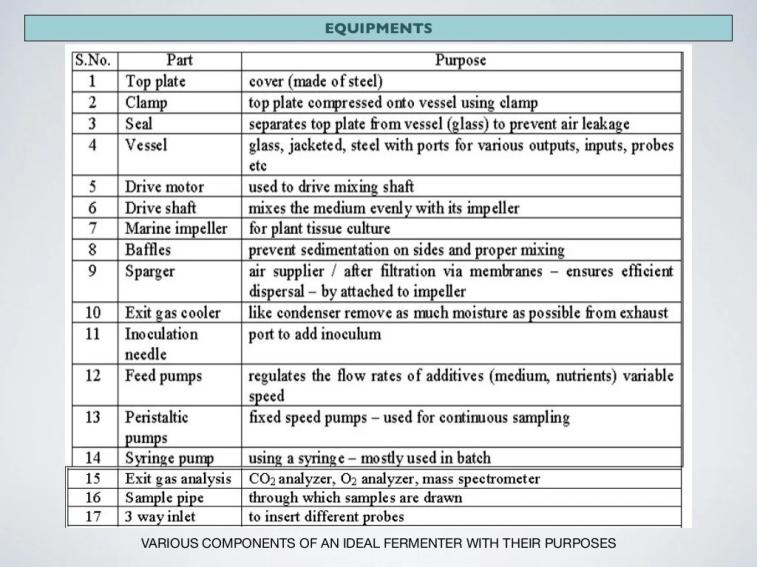 EQUIPMENTS
S.No. Part Purpose
1 Top plate cover (made of steel)
2 Clamp top plate compressed onto vessel using clamp
3 Seal separates top plate from vessel (glass) to prevent air leakage
4 Vessel glass, jacketed, steel with ports for various outputs, inputs, probes
etc
5 Drive motor used to drive mixing shaft
6 Drive shaft mixes the medium evenly with its impeller
7 Marine impeller for plant tissue culture
8 Baffles prevent sedimentation on sides and proper mixing
9 Sparger air supplier / after filtration via membranes – ensures efficient
dispersal – by attached to impeller
10 Exit gas cooler like condenser remove as much moisture as possible from exhaust
11 Inoculation port to add inoculum
needle
12 Feed pumps regulates the flow rates of additives (medium, nutrients) variable
speed
13 Peristaltic fixed speed pumps – used for continuous sampling
pumps
14 Syringe pump using a syringe – mostly used in batch
15 Exit gas analysis CO2 analyzer, O2 analyzer, mass spectrometer
16 Sample pipe through which samples are drawn
17 3 way inlet to insert different probes
VARIOUS COMPONENTS OF AN IDEAL FERMENTER WITH THEIR PURPOSES